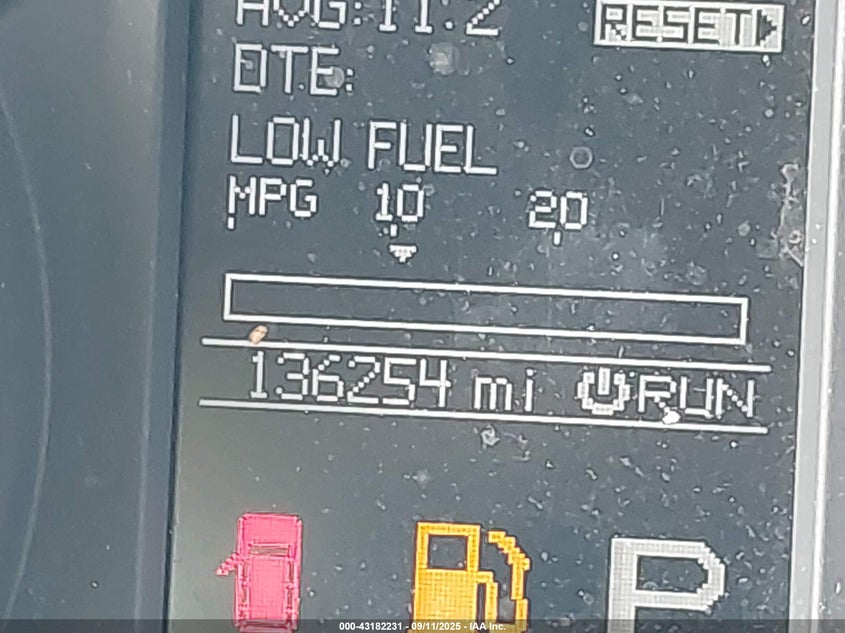 AVG:11.2
RESET
DTE:
LOW FUEL
MPG 10 20
136254 mi RUN
P
000-43182231 - 09/11/2025 - IAA Inc.